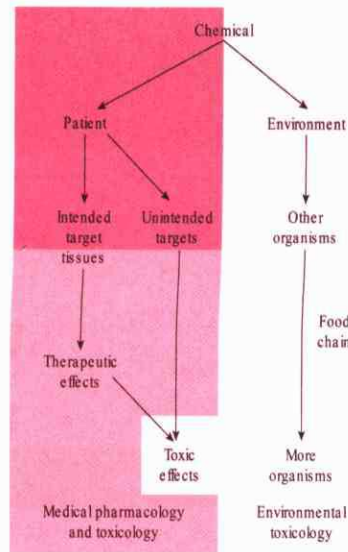 Chemical
Patient
Environment
Intended
target
tissues
Unintended
targets
Other
organisms
Food
chain
Therapeutic
effects
Toxic
effects
More
organisms
Medical pharmacology
and toxicology
Environmental
toxicology